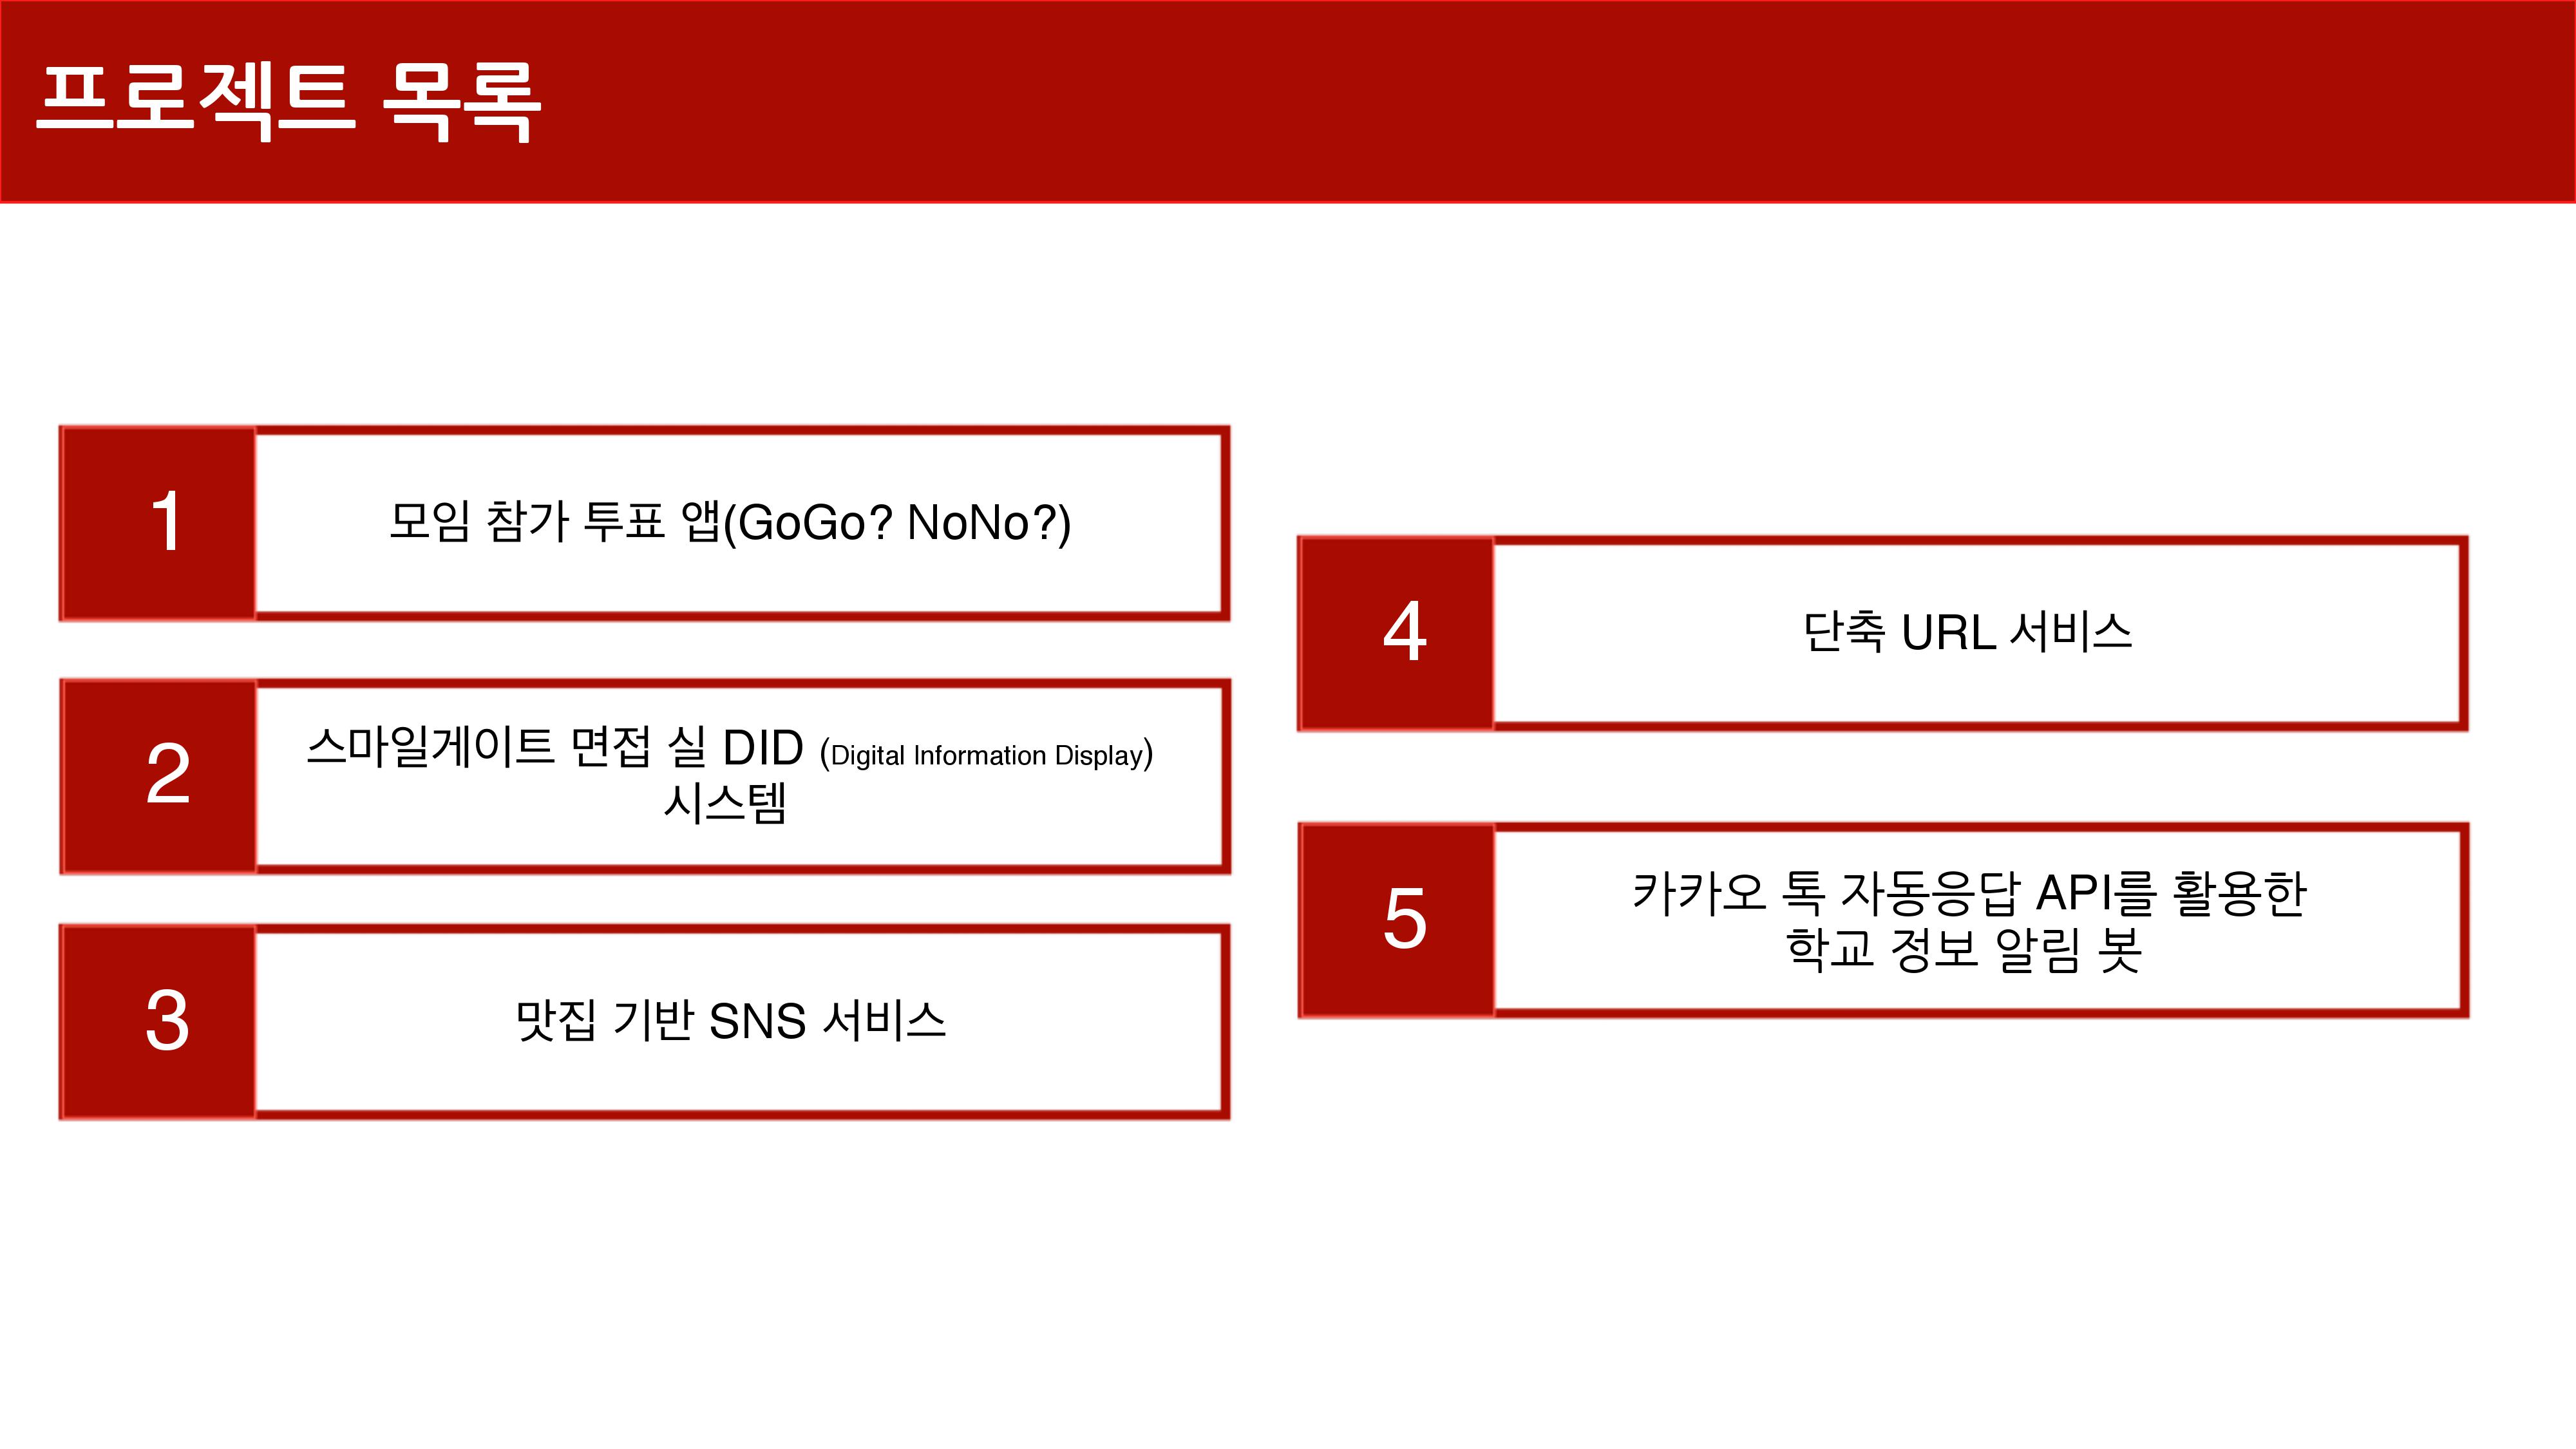 프로젝트 목록
1
모임 참가 투표 앱(GoGo? NoNo?)
2
스마일게이트 면접 실 DID (Digital Information Display)
시스템
3
맛집 기반 SNS 서비스
4
단축 URL 서비스
5
카카오 톡 자동응답 API를 활용한
학교 정보 알림 봇